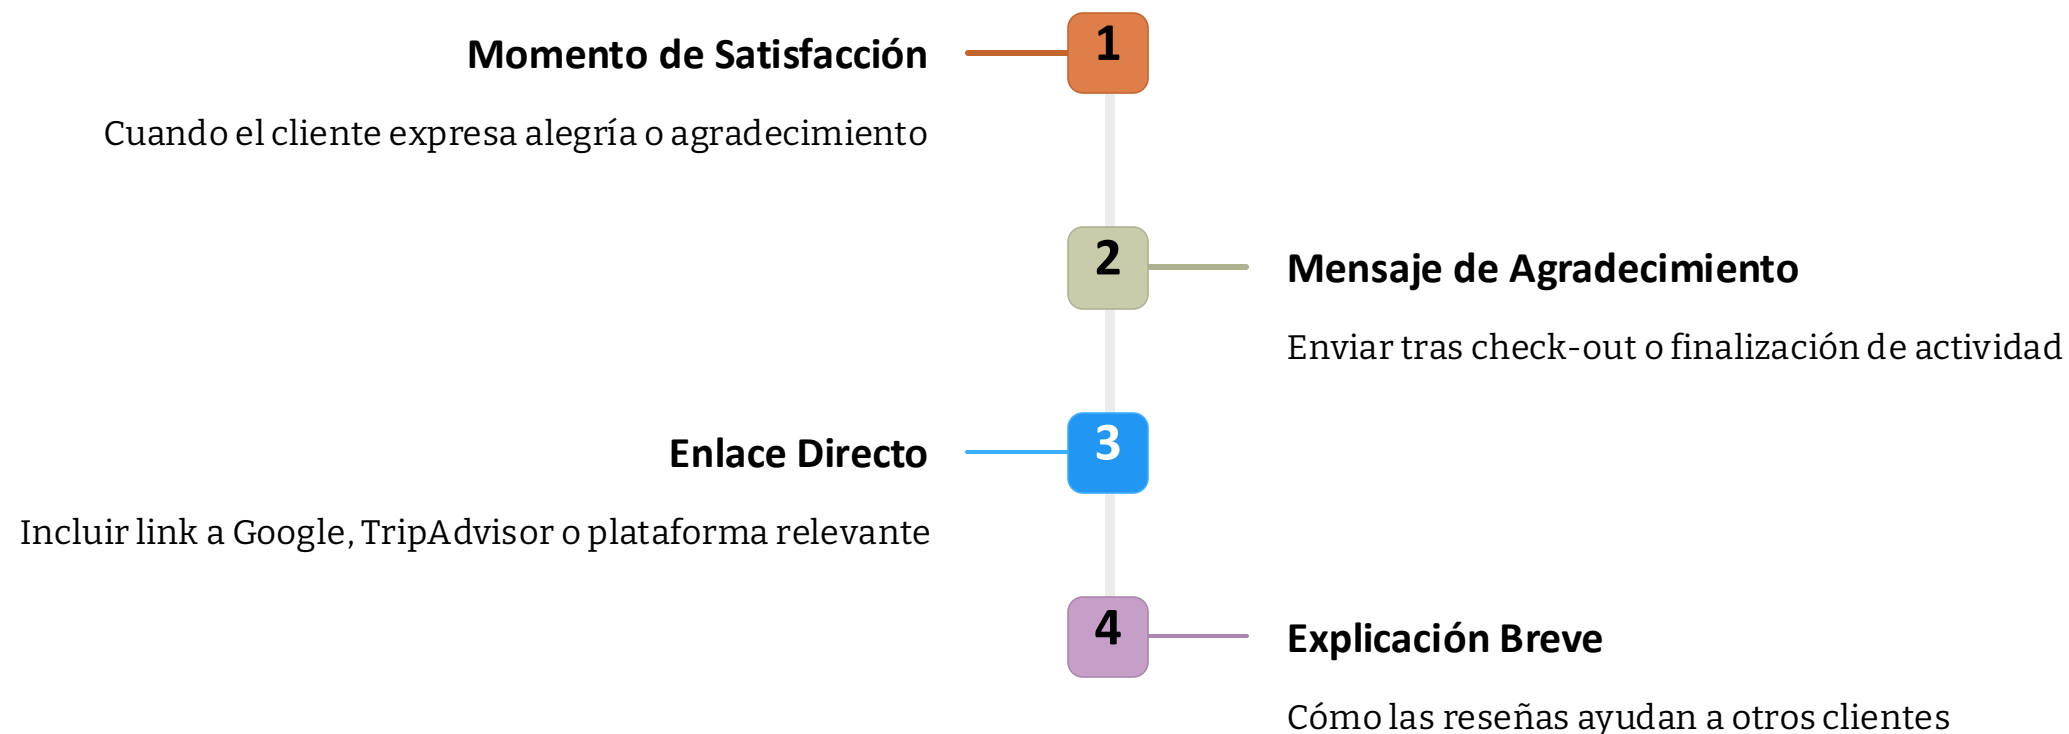 1
Momento de Satisfacción
Cuando el cliente expresa alegría o agradecimiento
2
Mensaje de Agradecimiento
Enviar tras check-out o finalización de actividad
3
Enlace Directo
Incluir link a Google, TripAdvisor o plataforma relevante
4
Explicación Breve
Cómo las reseñas ayudan a otros clientes